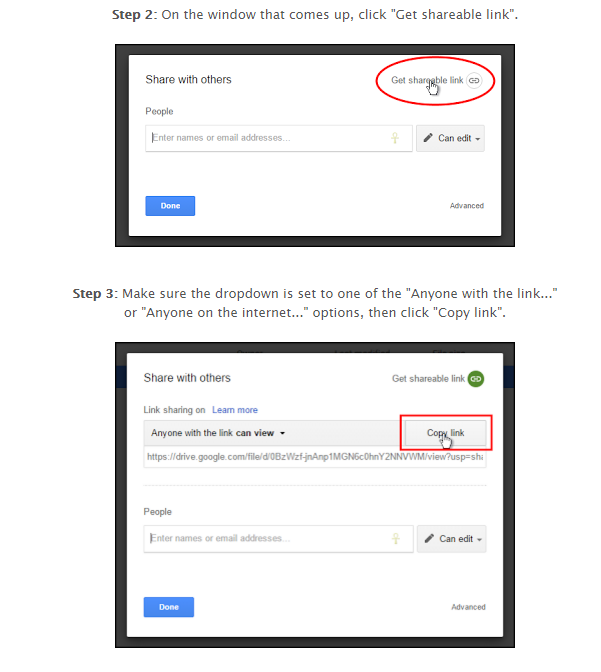 Step 2: On the window that comes up, click "Get shareable link".
Share with others
Get shareable link
People
Enter names or email addresses...
Can edit
Done
Advanced
Step 3: Make sure the dropdown is set to one of the "Anyone with the link..."
or "Anyone on the internet..." options, then click "Copy link".
Share with others
Get shareable link
Link sharing on Learn more
Anyone with the link can view
Copy link
https://drive.google.com/file/d/0BzWzf-jnAnp1MGN6c0hnY2NNVWM/view?usp=sha
People
Enter names or email addresses...
Can edit
Done
Advanced